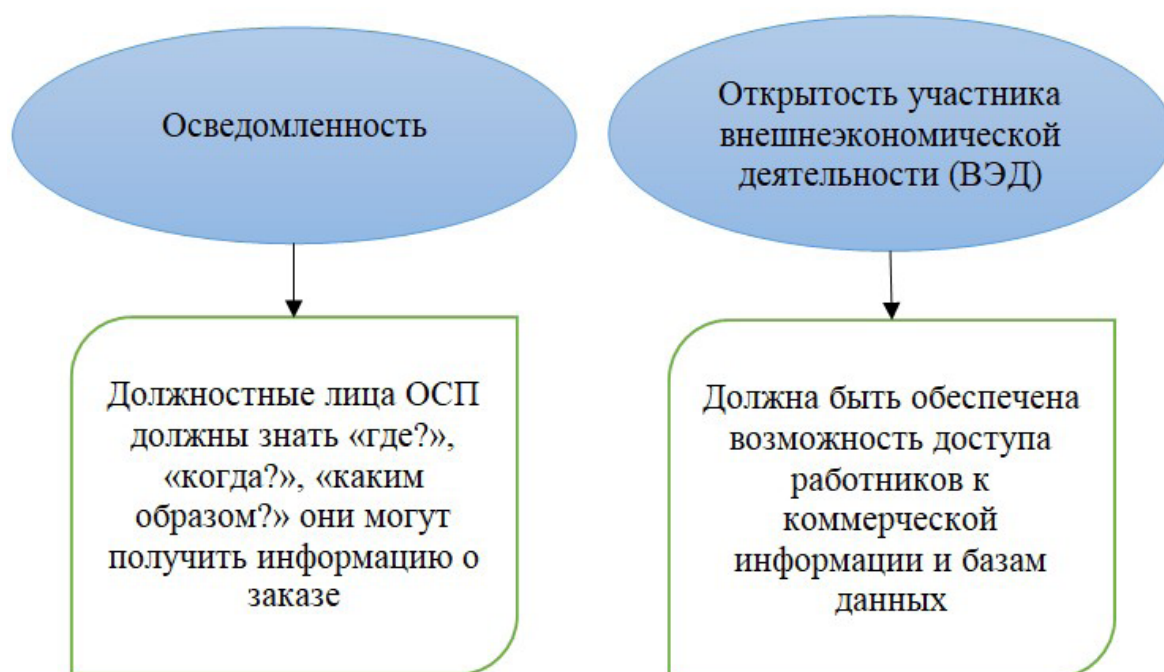 Осведомленность
Открытость участника
внешнеэкономической
деятельности (ВЭД)
Должностные лица ОСП
должны знать «где?»,
«когда?», «каким
образом?» они могут
получить информацию о
заказе
Должна быть обеспечена
возможность доступа
работников к
коммерческой
информации и базам
данных